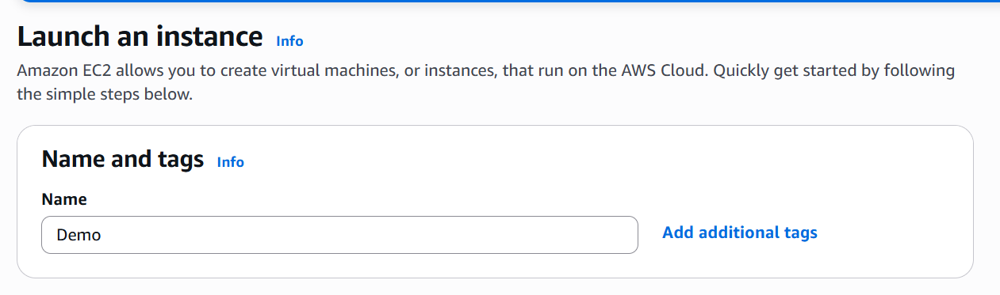 Launch an instance Info
Amazon EC2 allows you to create virtual machines, or instances, that run on the AWS Cloud. Quickly get started by following
the simple steps below.
Name and tags Info
Name
Demo Add additional tags